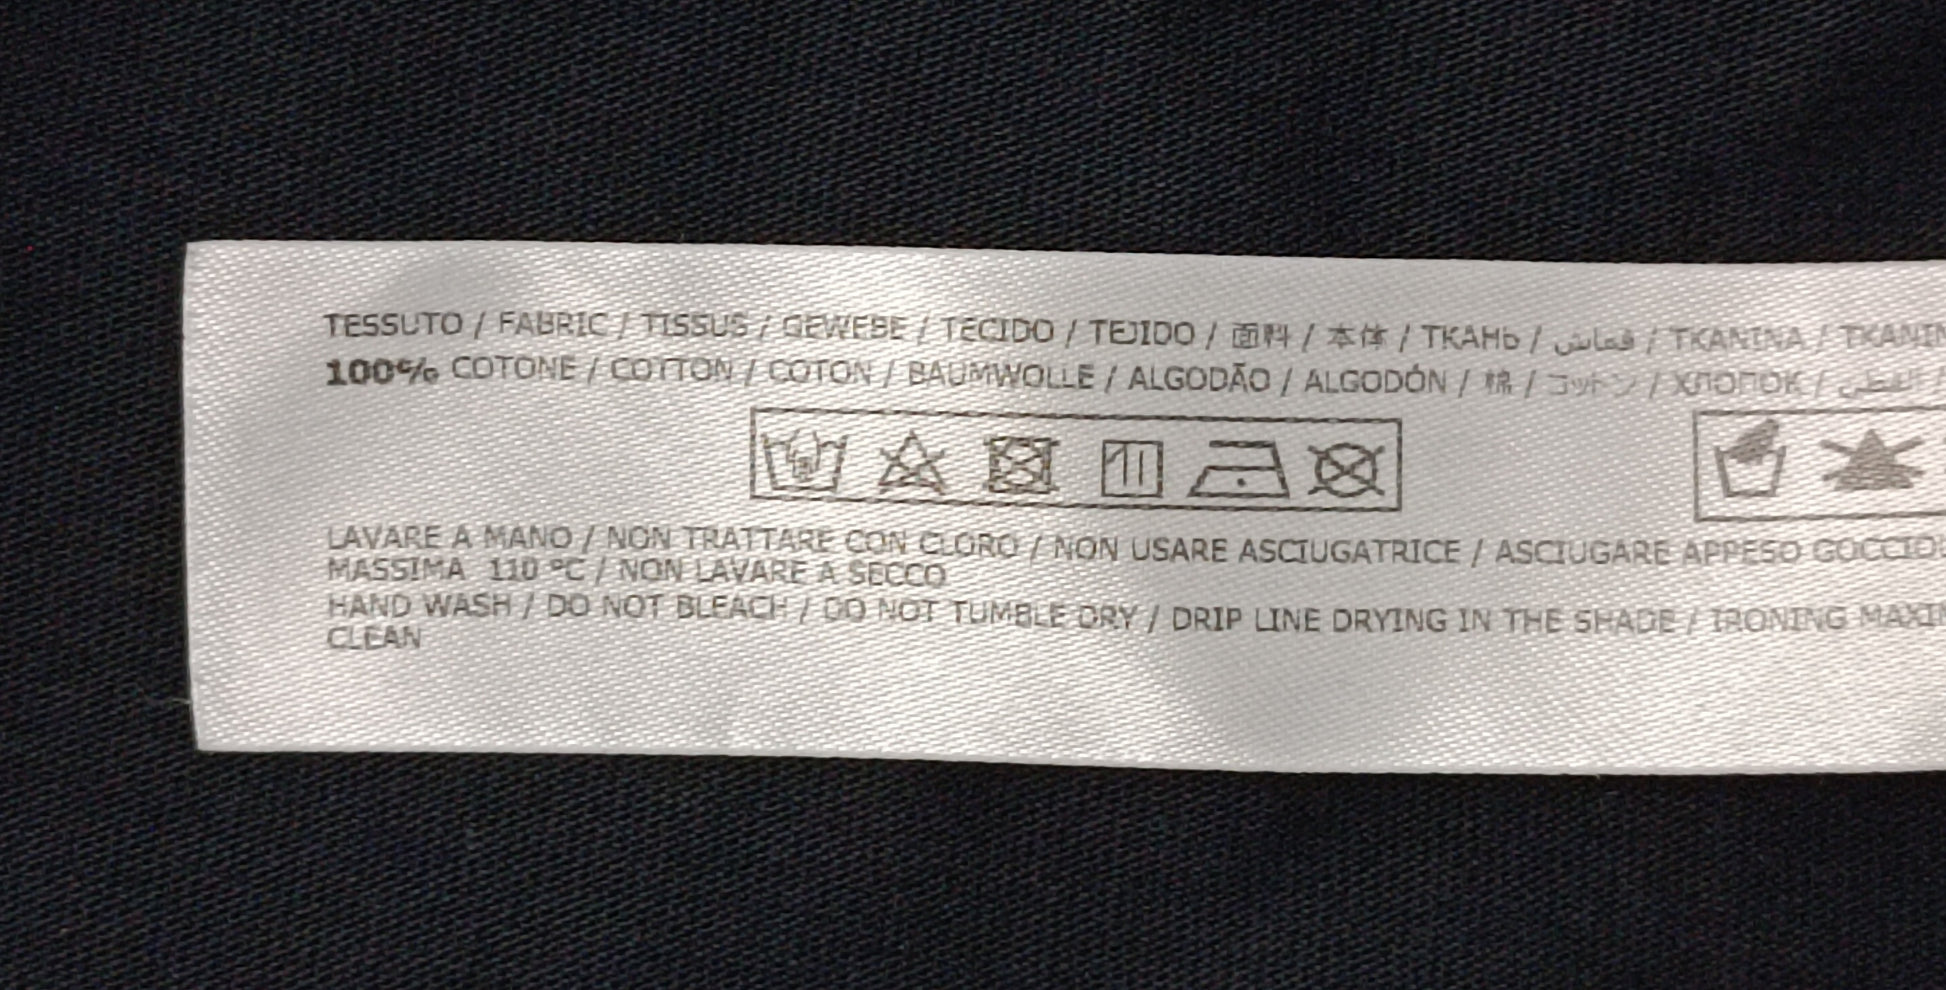 TESSUTO / FABRIC / TISSUS / GEWEBE / TECIDO / TEJIDO / 面料 / 本体 / ТКАНЬ / قماش / TKANINA / TKANIN
100% COTONE / COTTON / COTON / BAUMWOLLE / ALGODÃO / ALGODÓN / 棉 / コットン / ХЛОПОК / القطن /
LAVARE A MANO / NON TRATTARE CON CLORO / NON USARE ASCIUGATRICE / ASCIUGARE APPESO
MASSIMA 110 °C / NON LAVARE A SECCO
HAND WASH / DO NOT BLEACH / DO NOT TUMBLE DRY / DRIP LINE DRYING IN THE SHADE / IRONING
CLEAN